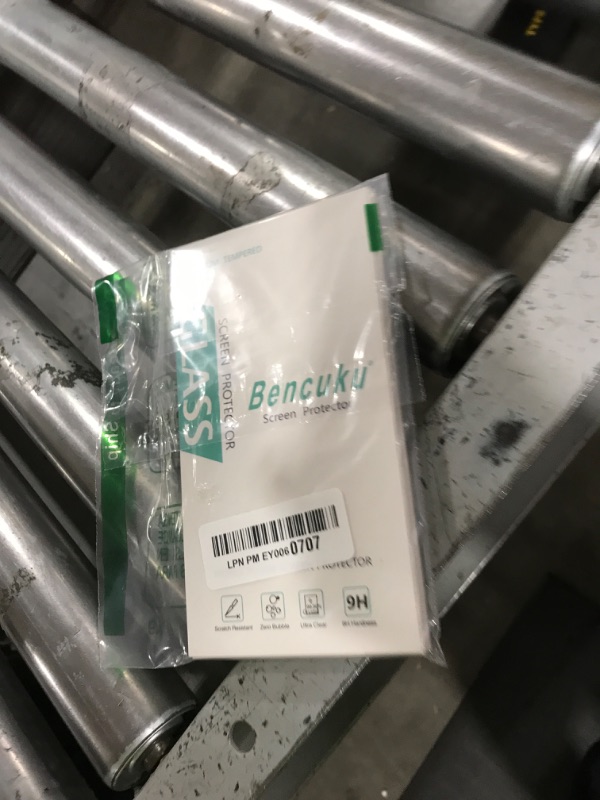 TEMPERED
GLASS
SCREEN PROTECTOR
Bencuku
Screen Protector
LPN PM EY0060707
PROTECTOR
9H
Scratch Resistant
Zero Bubble
Ultra Clear
9H Hardness
Ship